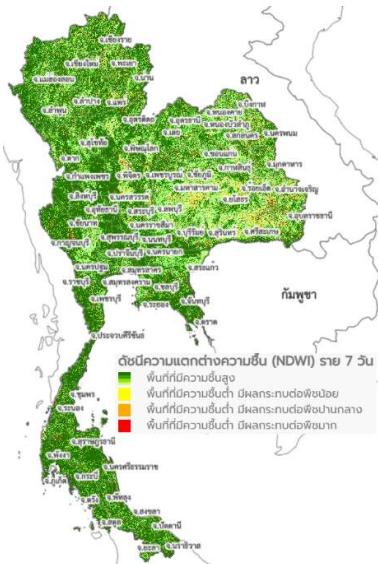 จ.เชียงราย
จ.เชียงใหม่
จ.พะเยา
จ.แม่ฮ่องสอน
จ.น่าน
จ.ลำปาง
จ.แพร่
จ.ลำพูน
ลาว
จ.บึงกาฬ
จ.หนองคาย
จ.อุตรดิตถ์
จ.อุดรธานี
จ.หนองบัวลำภู
จ.เลย
จ.สกลนคร
จ.นครพนม
จ.สุโขทัย
จ.พิษณุโลก
จ.ตาก
จ.ขอนแก่น
จ.กาฬสินธุ์
จ.มุกดาหาร
จ.กำแพงเพชร
จ.พิจิตร
จ.เพชรบูรณ์
จ.ชัยภูมิ
จ.มหาสารคาม
จ.ร้อยเอ็ด
จ.อำนาจเจริญ
จ.สิงห์บุรี
จ.นครสวรรค์
จ.ยโสธร
จ.อุทัยธานี
จ.สระบุรี
จ.ลพบุรี
จ.อุบลราชธานี
จ.ชัยนาท
จ.นครราชสีมา
จ.สุพรรณบุรี
จ.นนทบุรี
จ.บุรีรัมย์
จ.สุรินทร์
จ.ศรีสะเกษ
จ.กาญจนบุรี
จ.ปราจีนบุรี
จ.นครนายก
จ.นครปฐม
จ.สมุทรสาคร
จ.สระแก้ว
จ.ราชบุรี
จ.สมุทรสงคราม
จ.ชลบุรี
กัมพูชา
จ.เพชรบุรี
จ.ระยอง
จ.จันทบุรี
จ.ตราด
จ.ประจวบคีรีขันธ์
ดัชนีความแตกต่างความชื้น (NDWI) ราย 7 วัน
พื้นที่ที่มีความชื้นสูง
พื้นที่ที่มีความชื้นต่ำ มีผลกระทบต่อพืชน้อย
พื้นที่ที่มีความชื้นต่ำ มีผลกระทบต่อพืชปานกลาง
พื้นที่ที่มีความชื้นต่ำ มีผลกระทบต่อพืชมาก
จ.ชุมพร
จ.ระนอง
จ.สุราษฎร์ธานี
จ.พังงา
จ.นครศรีธรรมราช
จ.กระบี่
จ.ภูเก็ต
จ.ตรัง
จ.พัทลุง
จ.สงขลา
จ.สตูล
จ.ปัตตานี
จ.ยะลา
จ.นราธิวาส